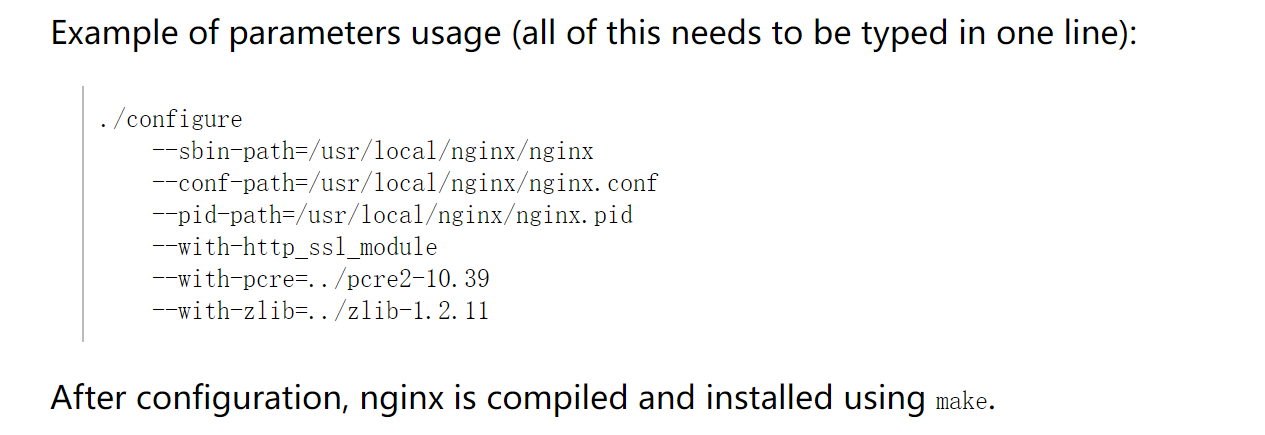 Example of parameters usage (all of this needs to be typed in one line):
./configure
--sbin-path=/usr/local/nginx/nginx
--conf-path=/usr/local/nginx/nginx.conf
--pid-path=/usr/local/nginx/nginx.pid
--with-http_ssl_module
--with-pcre=../pcre2-10.39
--with-zlib=../zlib-1.2.11
After configuration, nginx is compiled and installed using make.